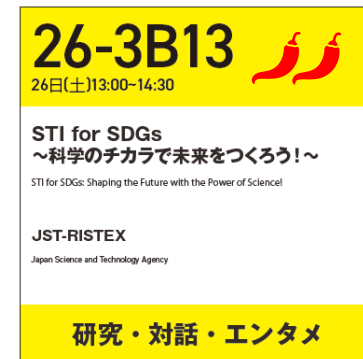 26-3B13
26日(土)13:00~14:30
STI for SDGs
～科学のチカラで未来をつくろう！～
STI for SDGs: Shaping the Future with the Power of Science!
JST-RISTEX
Japan Science and Technology Agency
研究・対話・エンタメ